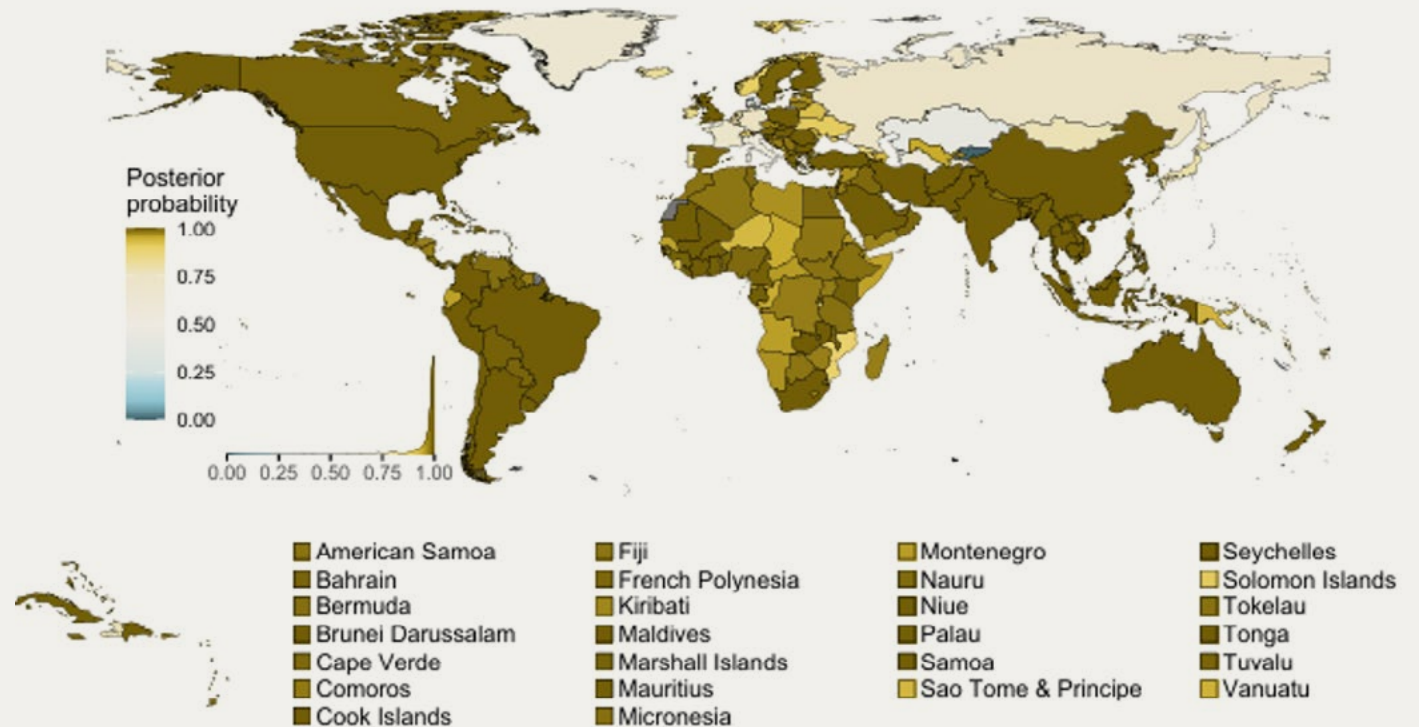 Posterior
probability
1.00
0.75
0.50
0.25
0.00
0.00 0.25 0.50 0.75 1.00
American Samoa
Bahrain
Bermuda
Brunei Darussalam
Cape Verde
Comoros
Cook Islands
Fiji
French Polynesia
Kiribati
Maldives
Marshall Islands
Mauritius
Micronesia
Montenegro
Nauru
Niue
Palau
Samoa
Sao Tome & Principe
Seychelles
Solomon Islands
Tokelau
Tonga
Tuvalu
Vanuatu